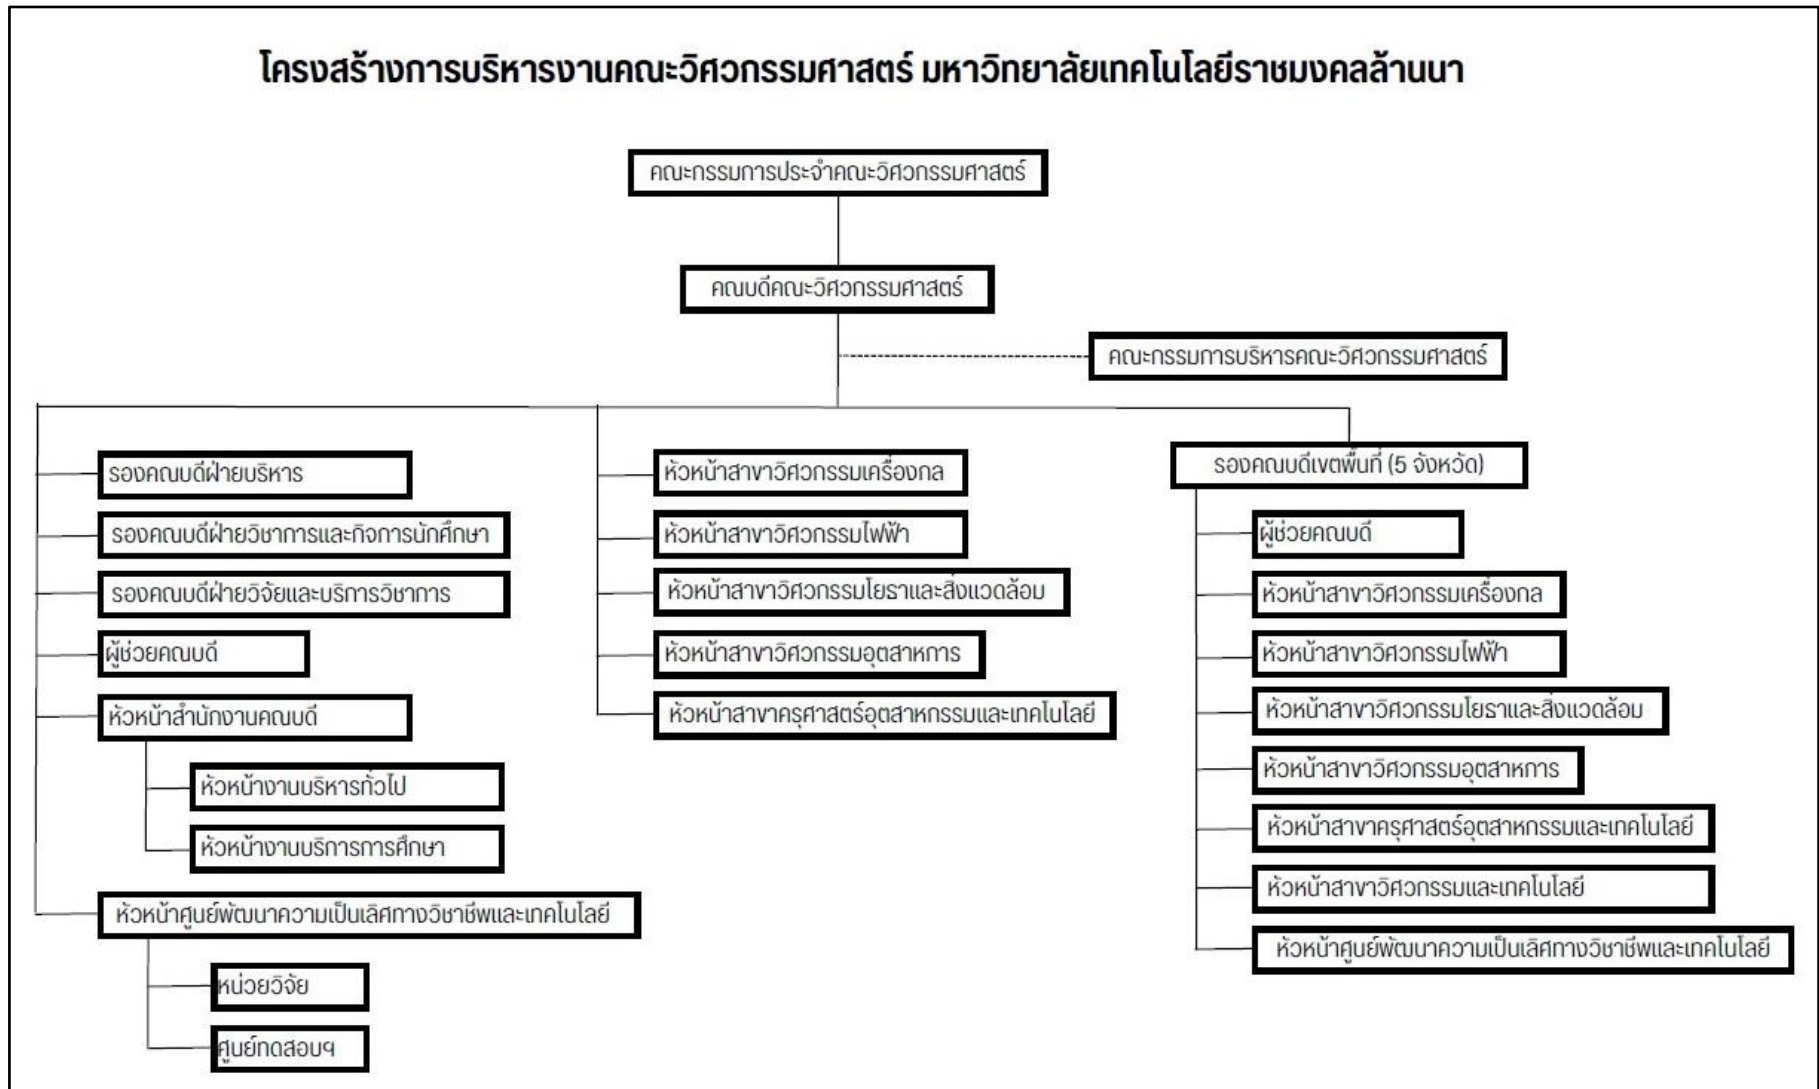 โครงสร้างการบริหารงานคณะวิศวกรรมศาสตร์ มหาวิทยาลัยเทคโนโลยีราชมงคลล้านนา
คณะกรรมการประจำคณะวิศวกรรมศาสตร์
คณบดีคณะวิศวกรรมศาสตร์
คณะกรรมการบริหารคณะวิศวกรรมศาสตร์
รองคณบดีฝ่ายบริหาร
รองคณบดีฝ่ายวิชาการและกิจการนักศึกษา
รองคณบดีฝ่ายวิจัยและบริการวิชาการ
ผู้ช่วยคณบดี
หัวหน้าสำนักงานคณบดี
หัวหน้างานบริหารทั่วไป
หัวหน้างานบริการการศึกษา
หัวหน้าศูนย์พัฒนาความเป็นเลิศทางวิชาชีพและเทคโนโลยี
หน่วยวิจัย
ศูนย์ทดสอบฯ
หัวหน้าสาขาวิศวกรรมเครื่องกล
หัวหน้าสาขาวิศวกรรมไฟฟ้า
หัวหน้าสาขาวิศวกรรมโยธาและสิ่งแวดล้อม
หัวหน้าสาขาวิศวกรรมอุตสาหการ
หัวหน้าสาขาครุศาสตร์อุตสาหกรรมและเทคโนโลยี
รองคณบดีเขตพื้นที่ (5 จังหวัด)
ผู้ช่วยคณบดี
หัวหน้าสาขาวิศวกรรมเครื่องกล
หัวหน้าสาขาวิศวกรรมไฟฟ้า
หัวหน้าสาขาวิศวกรรมโยธาและสิ่งแวดล้อม
หัวหน้าสาขาวิศวกรรมอุตสาหการ
หัวหน้าสาขาครุศาสตร์อุตสาหกรรมและเทคโนโลยี
หัวหน้าสาขาวิศวกรรมและเทคโนโลยี
หัวหน้าศูนย์พัฒนาความเป็นเลิศทางวิชาชีพและเทคโนโลยี